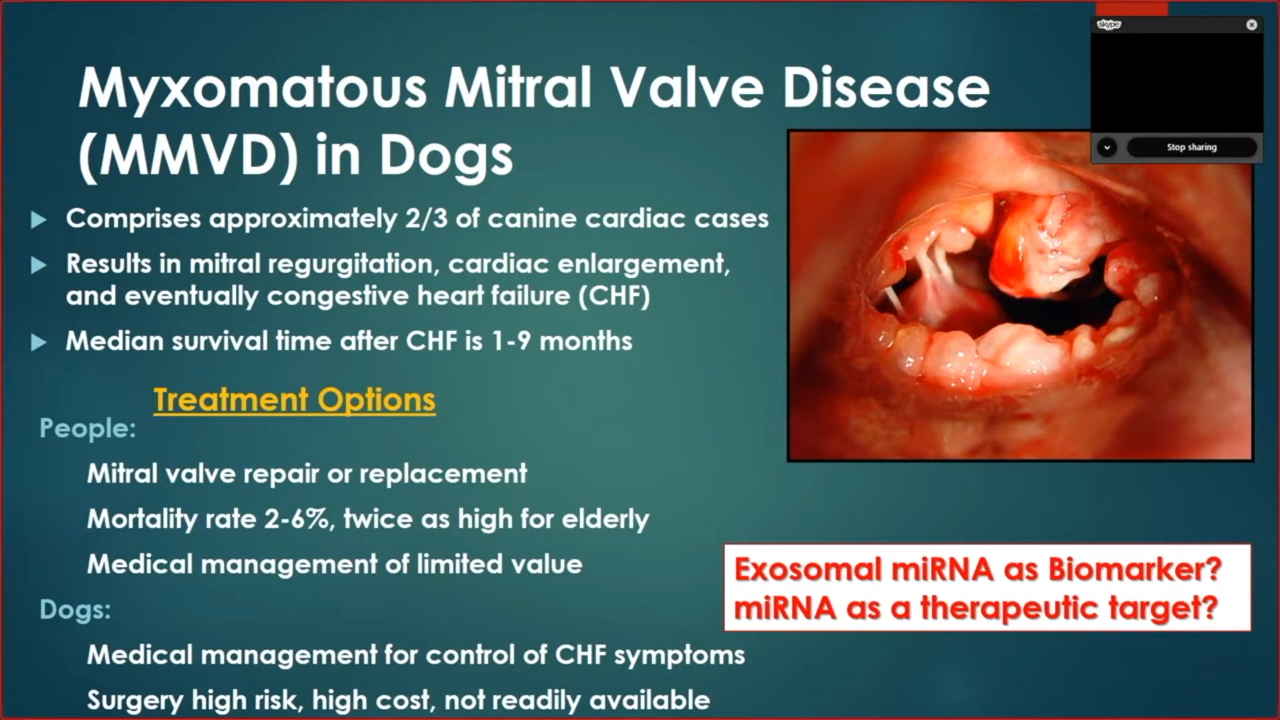 skype
Stop sharing
Myxomatous Mitral Valve Disease
(MMVD) in Dogs
Comprises approximately 2/3 of canine cardiac cases
Results in mitral regurgitation, cardiac enlargement,
and eventually congestive heart failure (CHF)
Median survival time after CHF is 1-9 months
Treatment Options
People:
Mitral valve repair or replacement
Mortality rate 2-6%, twice as high for elderly
Medical management of limited value
Dogs:
Medical management for control of CHF symptoms
Surgery high risk, high cost, not readily available
Exosomal miRNA as Biomarker?
miRNA as a therapeutic target?